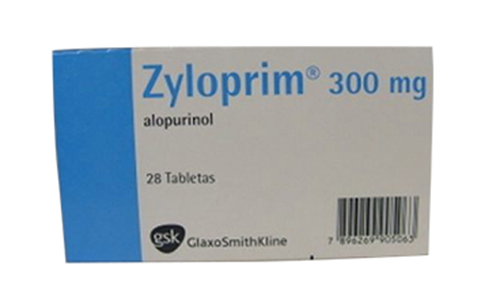 Zyloprim® 300 mg
alopurinol
28 Tabletas
gsk GlaxoSmithKline
7 896269 905063